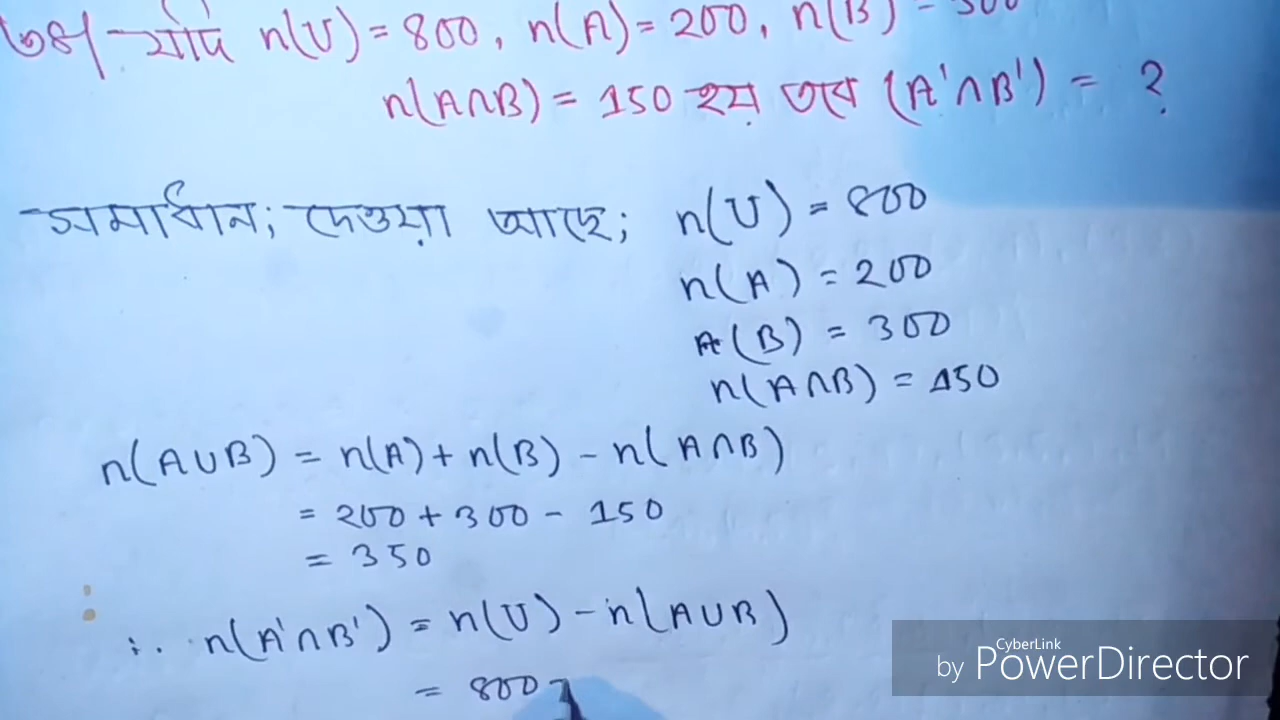 ৩৪/ যদি n(U) = 800, n(A) = 200, n(B) = 300
n(A∩B) = 150 হয় তবে (A'∩B') = ?
সমাধান; দেওয়া আছে; n(U) = 800
n(A) = 200
A(B) = 300
n(A∩B) = 150
n(A∪B) = n(A) + n(B) - n(A∩B)
= 200 + 300 - 150
= 350
∴ n(A'∩B') = n(U) - n(A∪B)
= 800 -
by CyberLink PowerDirector